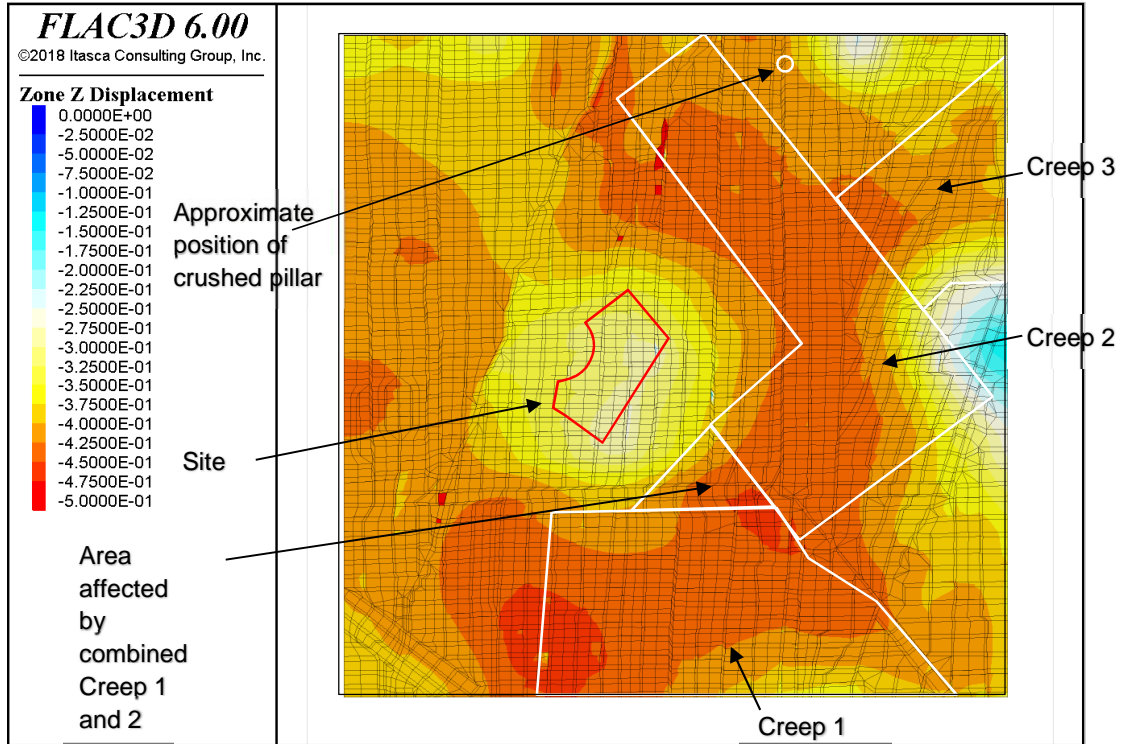 FLAC3D 6.00
©2018 Itasca Consulting Group, Inc.
Zone Z Displacement
0.0000E+00
-2.5000E-02
-5.0000E-02
-7.5000E-02
-1.0000E-01
-1.2500E-01
-1.5000E-01
-1.7500E-01
-2.0000E-01
-2.2500E-01
-2.5000E-01
-2.7500E-01
-3.0000E-01
-3.2500E-01
-3.5000E-01
-3.7500E-01
-4.0000E-01
-4.2500E-01
-4.5000E-01
-4.7500E-01
-5.0000E-01
Approximate
position of
crushed pillar
Site
Area
affected
by
combined
Creep 1
and 2
Creep 3
Creep 2
Creep 1